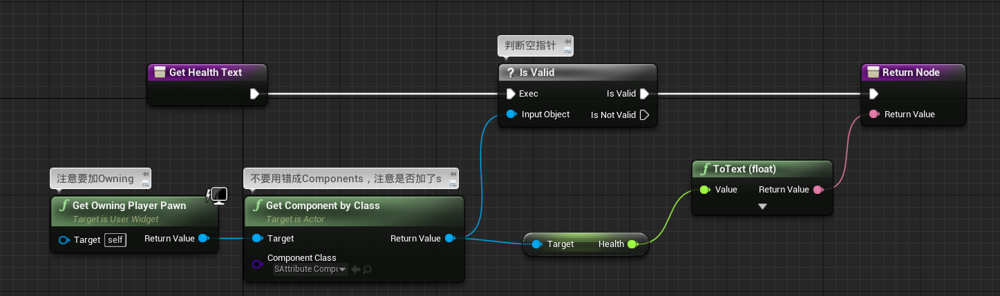 判断空指针
Get Health Text
? Is Valid
Return Node
Exec
Is Valid
Input Object
Is Not Valid
Return Value
注意要加Owning
不要用错成Components，注意是否加了s
f ToText (float)
Value
Return Value
f Get Owning Player Pawn
Target is User Widget
f Get Component by Class
Target is Actor
Target
self
Return Value
Target
Return Value
Target
Health
Component Class
SAttribute Compo